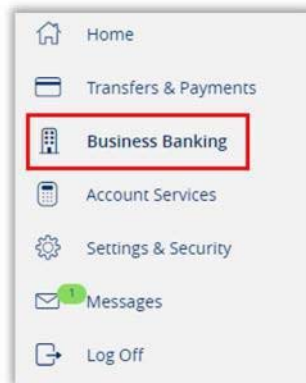 Home
Transfers & Payments
Business Banking
Account Services
Settings & Security
1
Messages
Log Off